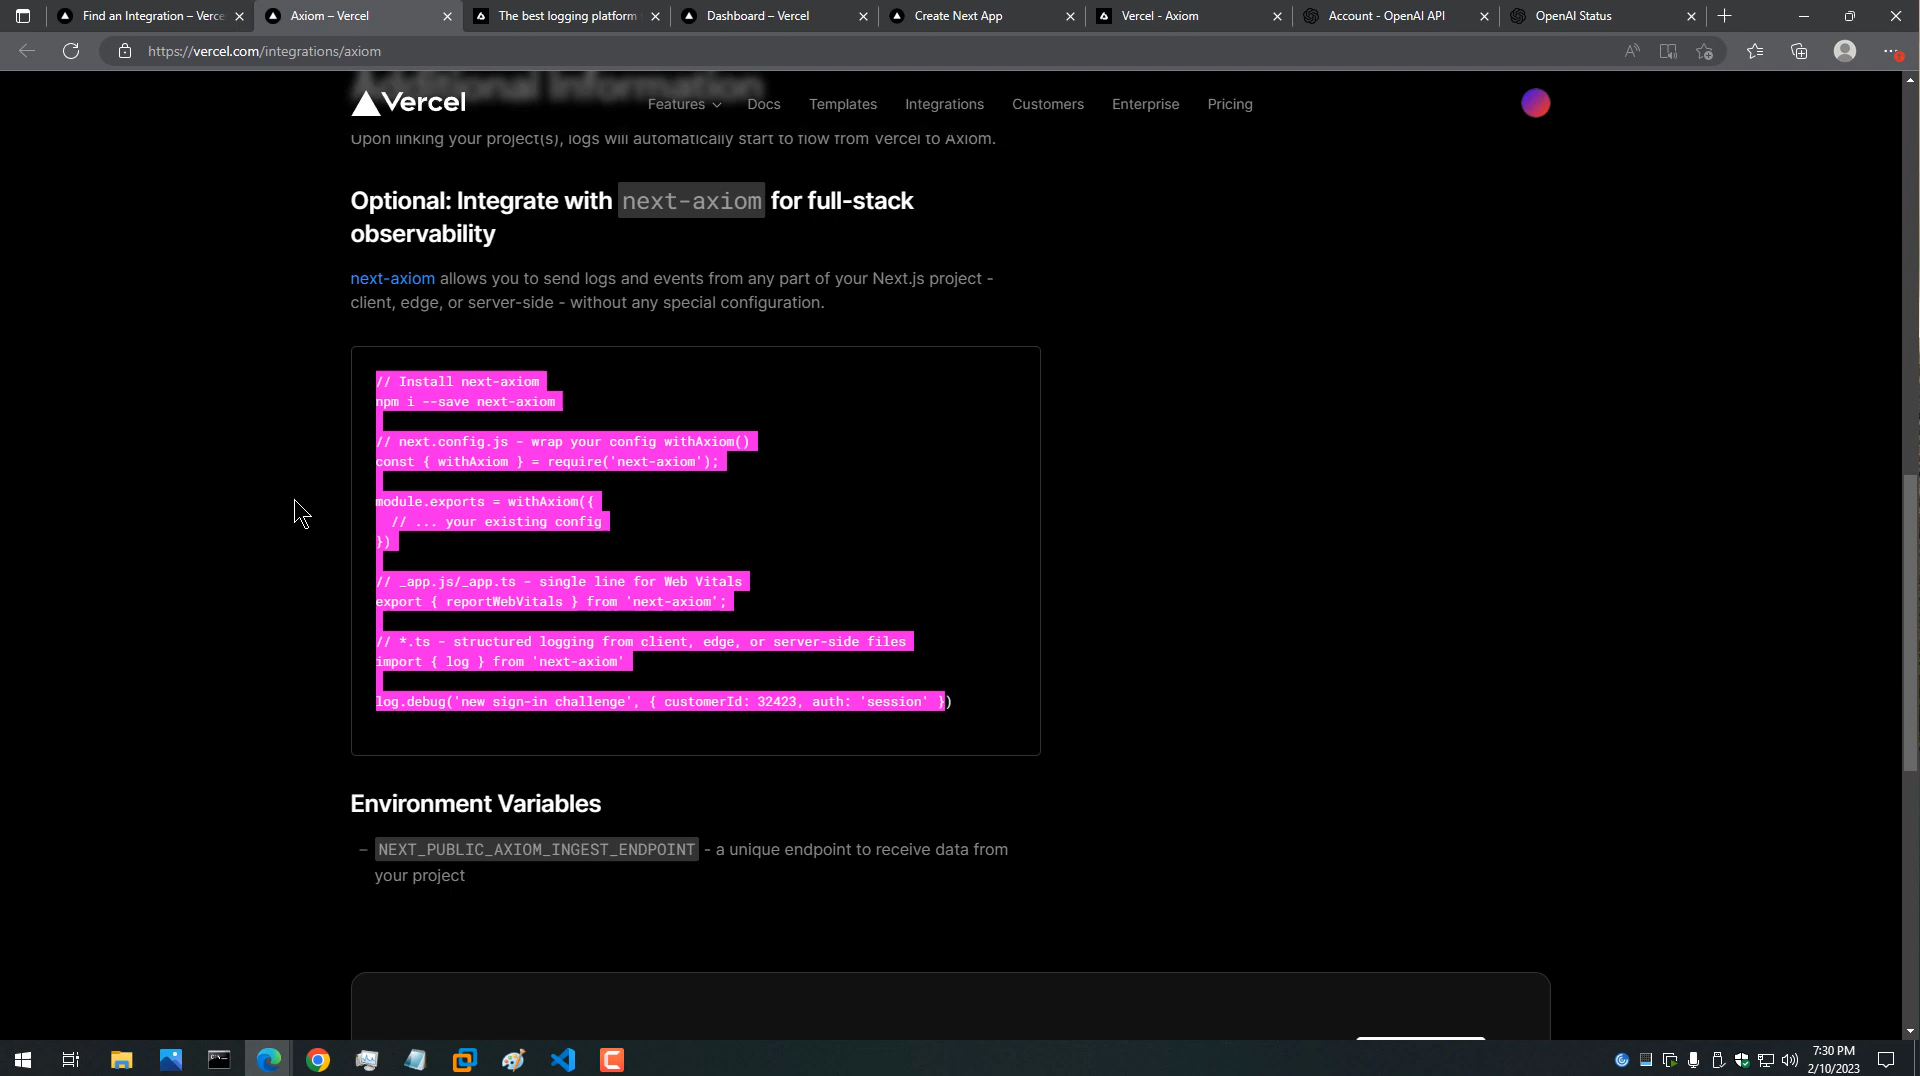 Find an Integration – Verce
Axiom – Vercel
The best logging platform
Dashboard – Vercel
Create Next App
Vercel - Axiom
Account - OpenAI API
OpenAI Status
https://vercel.com/integrations/axiom
Additional Information
Vercel
Features
Docs
Templates
Integrations
Customers
Enterprise
Pricing
Upon linking your project(s), logs will automatically start to flow from Vercel to Axiom.
Optional: Integrate with next-axiom for full-stack
observability
next-axiom allows you to send logs and events from any part of your Next.js project -
client, edge, or server-side - without any special configuration.
// Install next-axiom
npm i --save next-axiom
// next.config.js - wrap your config withAxiom()
const { withAxiom } = require('next-axiom');
module.exports = withAxiom({
// ... your existing config
})
// _app.js/_app.ts - single line for Web Vitals
export { reportWebVitals } from 'next-axiom';
// *.ts - structured logging from client, edge, or server-side files
import { log } from 'next-axiom'
log.debug('new sign-in challenge', { customerId: 32423, auth: 'session' })
Environment Variables
– NEXT_PUBLIC_AXIOM_INGEST_ENDPOINT - a unique endpoint to receive data from
your project
7:30 PM
2/10/2023